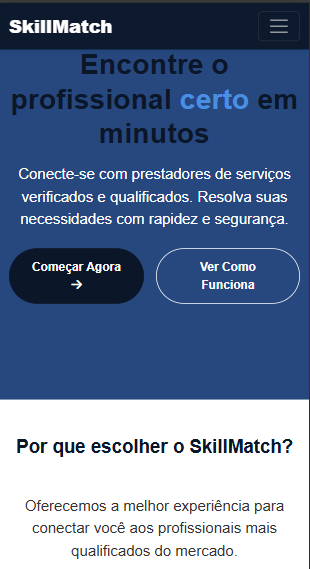 SkillMatch
Encontre o
profissional certo em
minutos
Conecte-se com prestadores de serviços
verificados e qualificados. Resolva suas
necessidades com rapidez e segurança.
Começar Agora
→
Ver Como
Funciona
Por que escolher o SkillMatch?
Oferecemos a melhor experiência para
conectar você aos profissionais mais
qualificados do mercado.